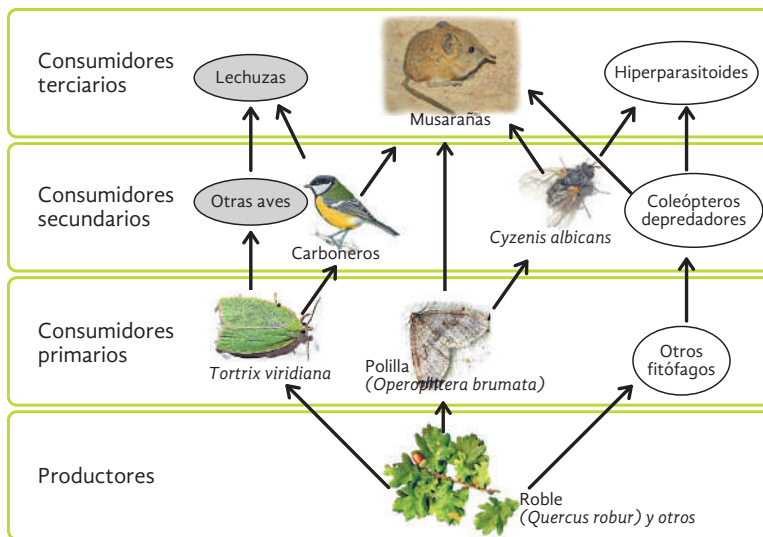 Consumidores
terciarios
Lechuzas
Musarañas
Hiperparasitoides
Consumidores
secundarios
Otras aves
Carboneros
Cyzenis albicans
Coleópteros
depredadores
Consumidores
primarios
Tortrix viridiana
Polilla
(Operophtera brumata)
Otros
fitófagos
Productores
Roble
(Quercus robur) y otros